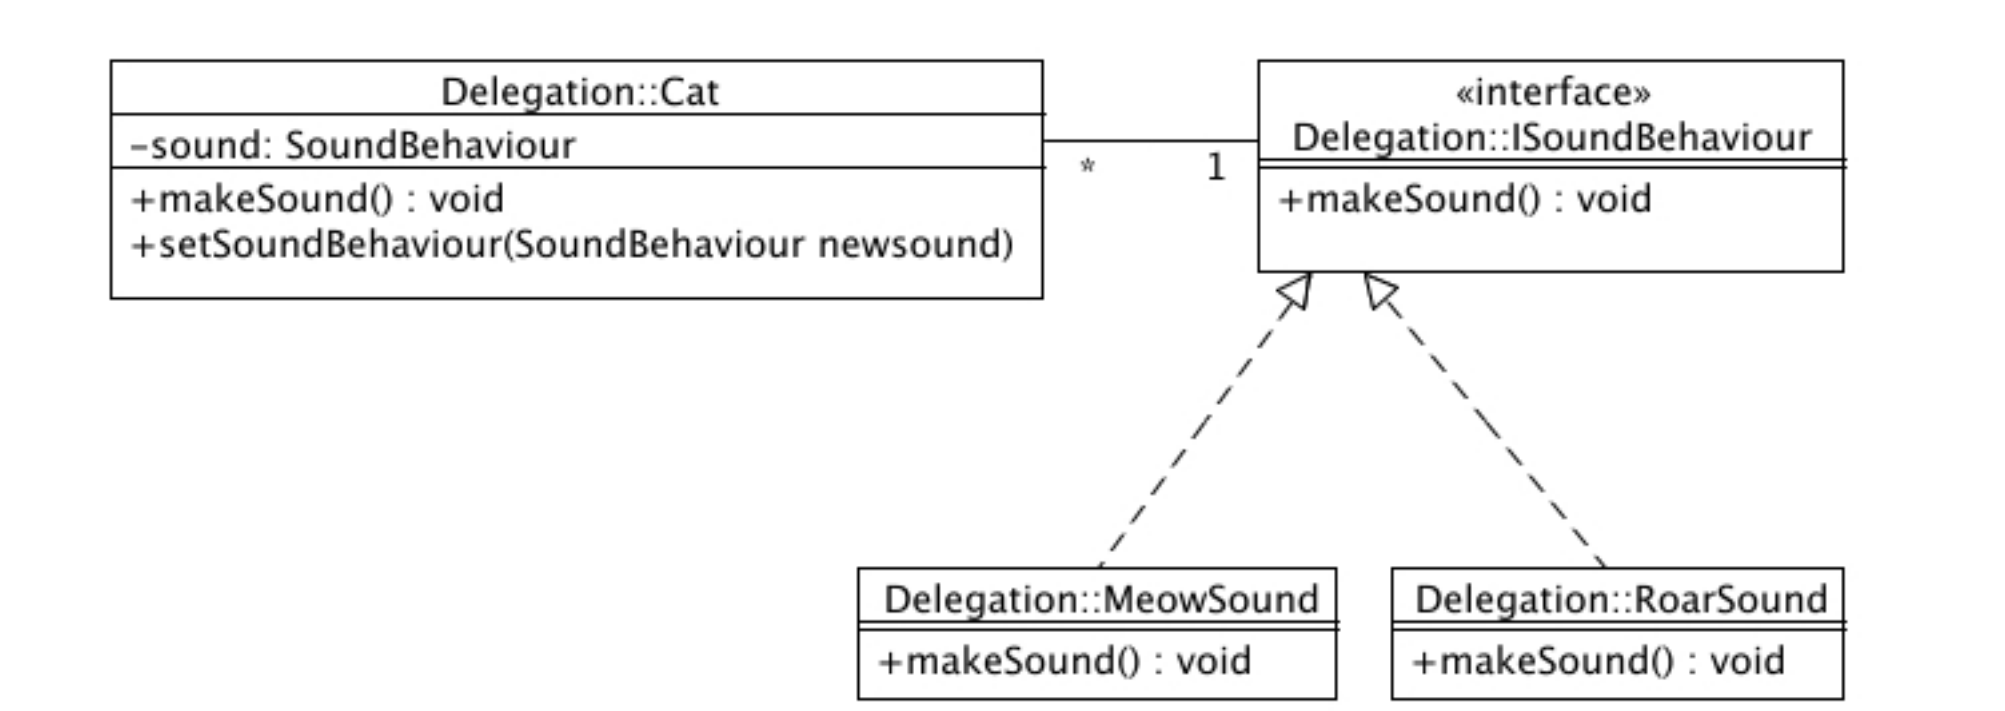 Delegation::Cat
-sound: SoundBehaviour
+makeSound() : void
+setSoundBehaviour(SoundBehaviour newsound)
*
1
«interface»
Delegation::ISoundBehaviour
+makeSound() : void
Delegation::MeowSound
+makeSound() : void
Delegation::RoarSound
+makeSound() : void